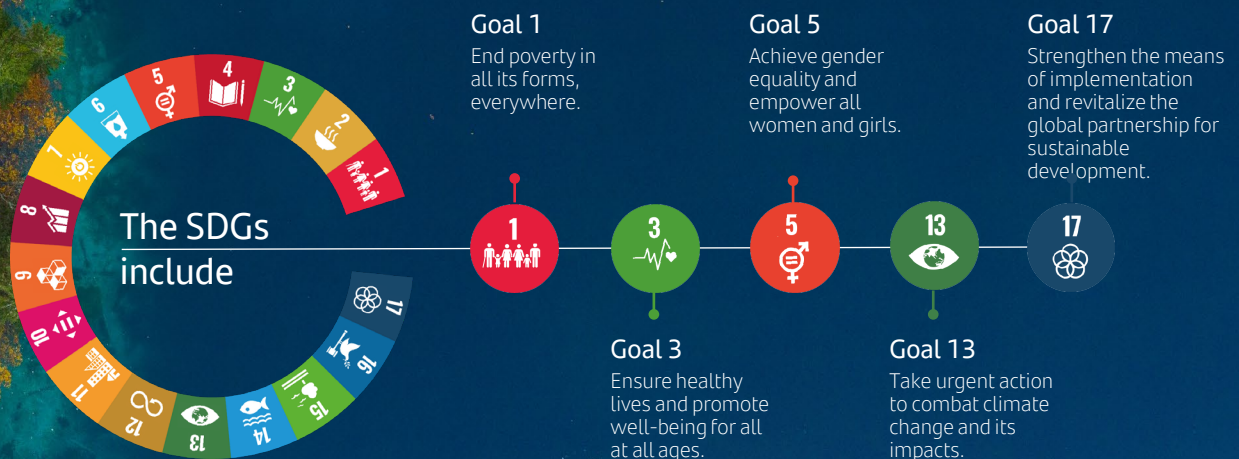 The SDGs
include
1
2
3
4
5
6
7
8
9
10
11
12
13
14
15
16
17
Goal 1
End poverty in
all its forms,
everywhere.
1
3
Goal 3
Ensure healthy
lives and promote
well-being for all
at all ages.
Goal 5
Achieve gender
equality and
empower all
women and girls.
5
13
Goal 13
Take urgent action
to combat climate
change and its
impacts.
Goal 17
Strengthen the means
of implementation
and revitalize the
global partnership for
sustainable
development.
17